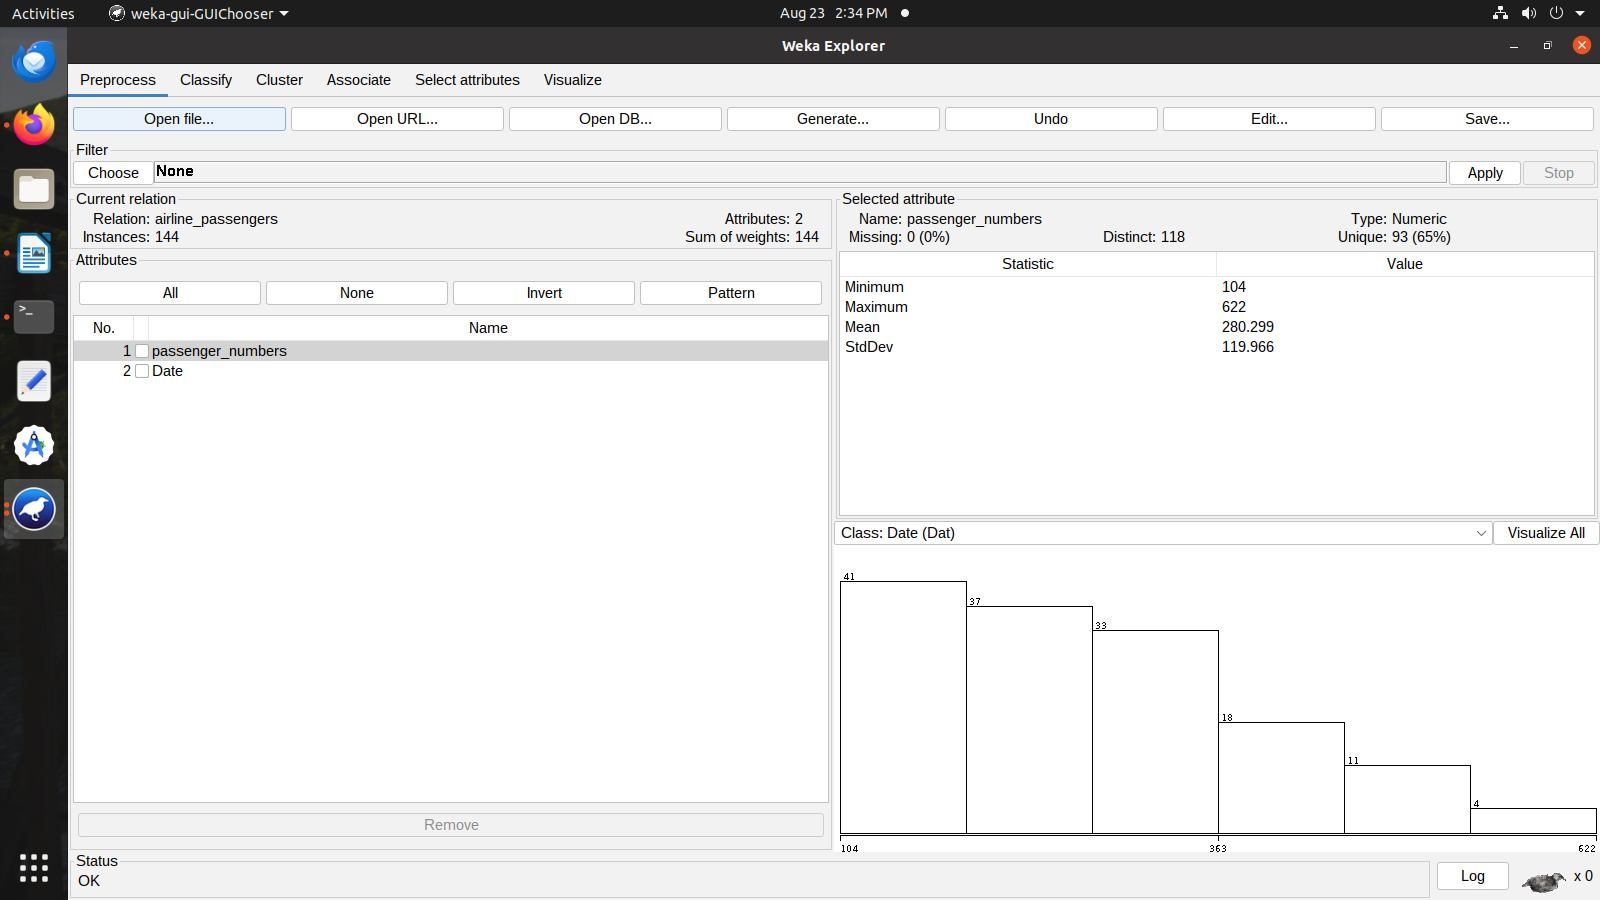 Activities
weka-gui-GUIChooser
Aug 23 2:34 PM
Weka Explorer
Preprocess Classify Cluster Associate Select attributes Visualize
Open file... Open URL... Open DB... Generate... Undo Edit... Save...
Filter
Choose None Apply Stop
Current relation
Relation: airline_passengers Attributes: 2
Instances: 144 Sum of weights: 144
Attributes
All None Invert Pattern
No. Name
1 passenger_numbers
2 Date
Remove
Selected attribute
Name: passenger_numbers Type: Numeric
Missing: 0 (0%) Distinct: 118 Unique: 93 (65%)
Statistic Value
Minimum 104
Maximum 622
Mean 280.299
StdDev 119.966
Class: Date (Dat) Visualize All
41
37
33
18
11
4
104 363 622
Status
OK
Log x 0